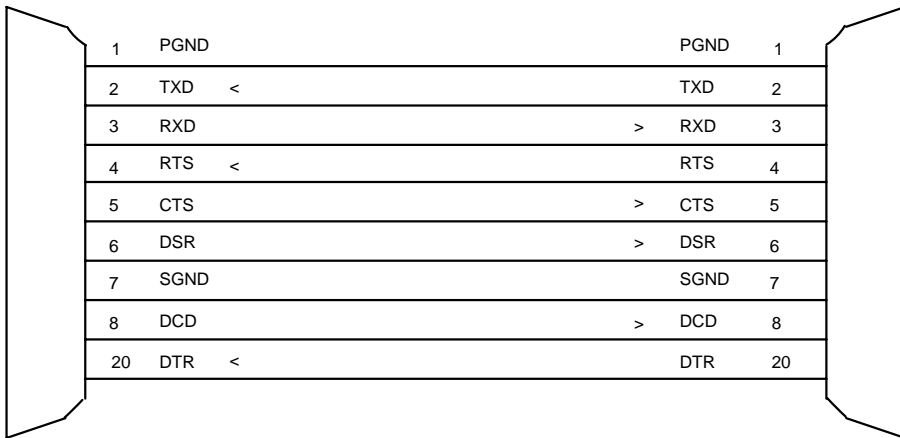 1 PGND PGND 1
2 TXD < TXD 2
3 RXD > RXD 3
4 RTS < RTS 4
5 CTS > CTS 5
6 DSR > DSR 6
7 SGND SGND 7
8 DCD > DCD 8
20 DTR < DTR 20